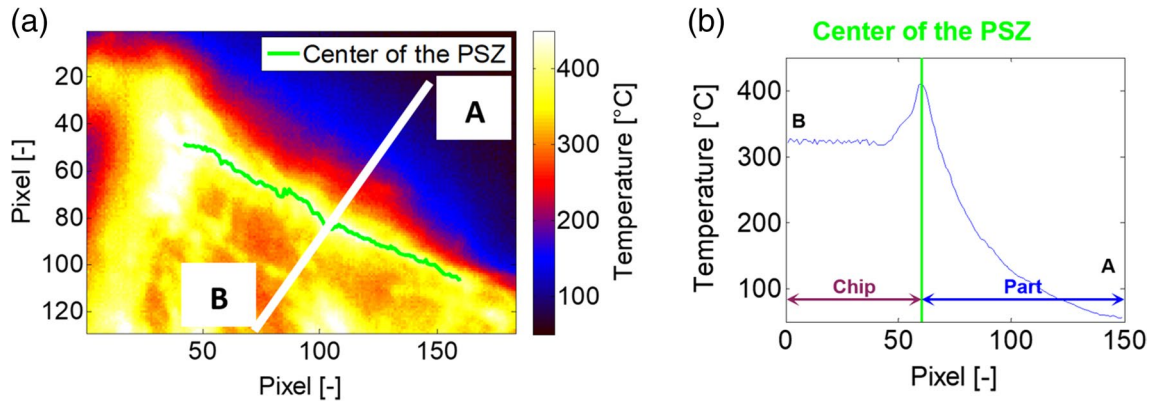 (a)
Center of the PSZ
A
B
20
40
60
80
100
120
Pixel [-]
50
100
150
Pixel [-]
400
300
200
100
Temperature [°C]
(b)
Center of the PSZ
400
300
200
100
Temperature [°C]
B
A
Chip
Part
0
50
100
150
Pixel [-]